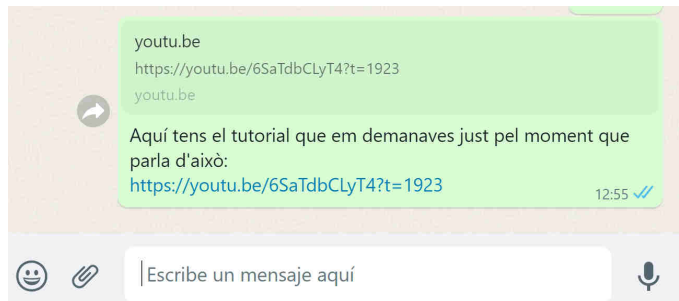 youtu.be
https://youtu.be/6SaTdbCLyT4?t=1923
youtu.be
Aquí tens el tutorial que em demanaves just pel moment que
parla d'això:
https://youtu.be/6SaTdbCLyT4?t=1923
12:55
Escribe un mensaje aquí